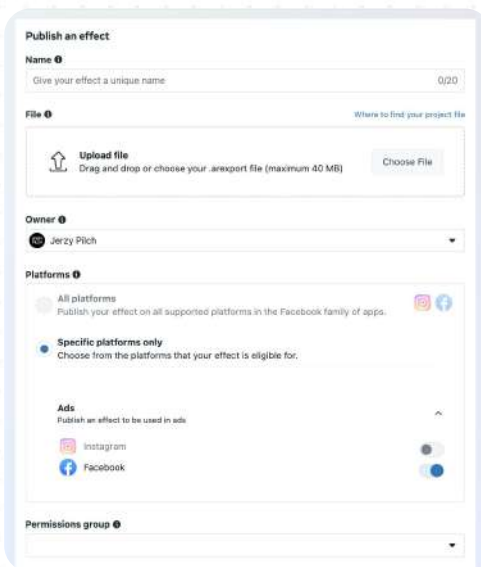 Publish an effect
Name
Give your effect a unique name 0/20
File Where to find your project file
Upload file
Drag and drop or choose your .arexport file (maximum 40 MB) Choose File
Owner
Jerzy Pilch
Platforms
All platforms
Publish your effect on all supported platforms in the Facebook family of apps.
Specific platforms only
Choose from the platforms that your effect is eligible for.
Ads
Publish an effect to be used in ads
Instagram
Facebook
Permissions group